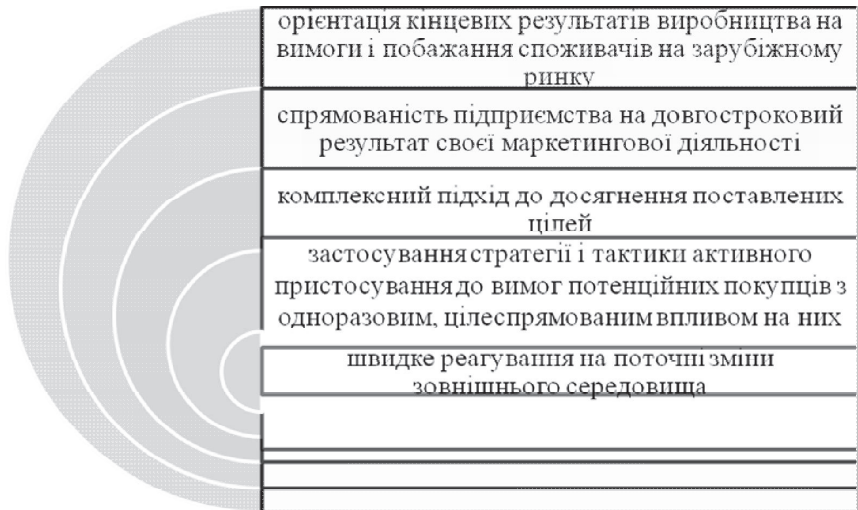 орієнтація кінцевих результатів виробництва на
вимоги і побажання споживачів на зарубіжному
ринку
спрямованість підприємства на довгостроковий
результат своєї маркетингової діяльності
комплексний підхід до досягнення поставлених
цілей
застосування стратегії і тактики активного
пристосування до вимог потенційних покупців з
одноразовим, цілеспрямованим впливом на них
швидке реагування на поточні зміни
зовнішнього середовища